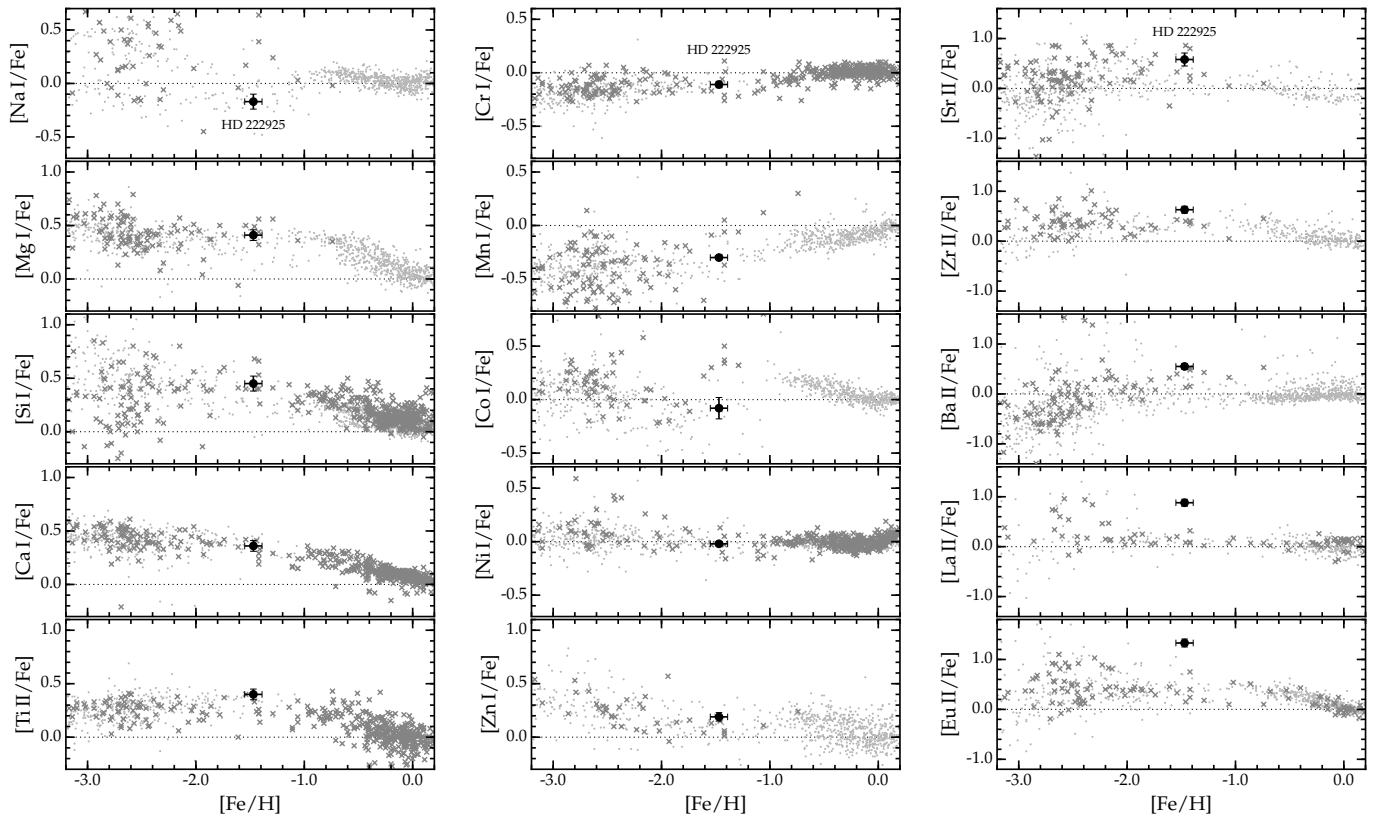 [Na I/Fe]
0.5
0.0
-0.5
HD 222925
[Mg I/Fe]
1.0
0.5
0.0
[Si I/Fe]
1.0
0.5
0.0
[Ca I/Fe]
1.0
0.5
0.0
[Ti II/Fe]
1.0
0.5
0.0
-3.0 -2.0 -1.0 0.0
[Fe/H]
[Cr I/Fe]
0.5
HD 222925
0.0
-0.5
[Mn I/Fe]
0.5
0.0
-0.5
[Co I/Fe]
0.5
0.0
-0.5
[Ni I/Fe]
0.5
0.0
-0.5
[Zn I/Fe]
1.0
0.5
0.0
-3.0 -2.0 -1.0 0.0
[Fe/H]
[Sr II/Fe]
HD 222925
1.0
0.0
-1.0
[Zr II/Fe]
1.0
0.0
-1.0
[Ba II/Fe]
1.0
0.0
-1.0
[La II/Fe]
1.0
0.0
-1.0
[Eu II/Fe]
1.0
0.0
-1.0
-3.0 -2.0 -1.0 0.0
[Fe/H]